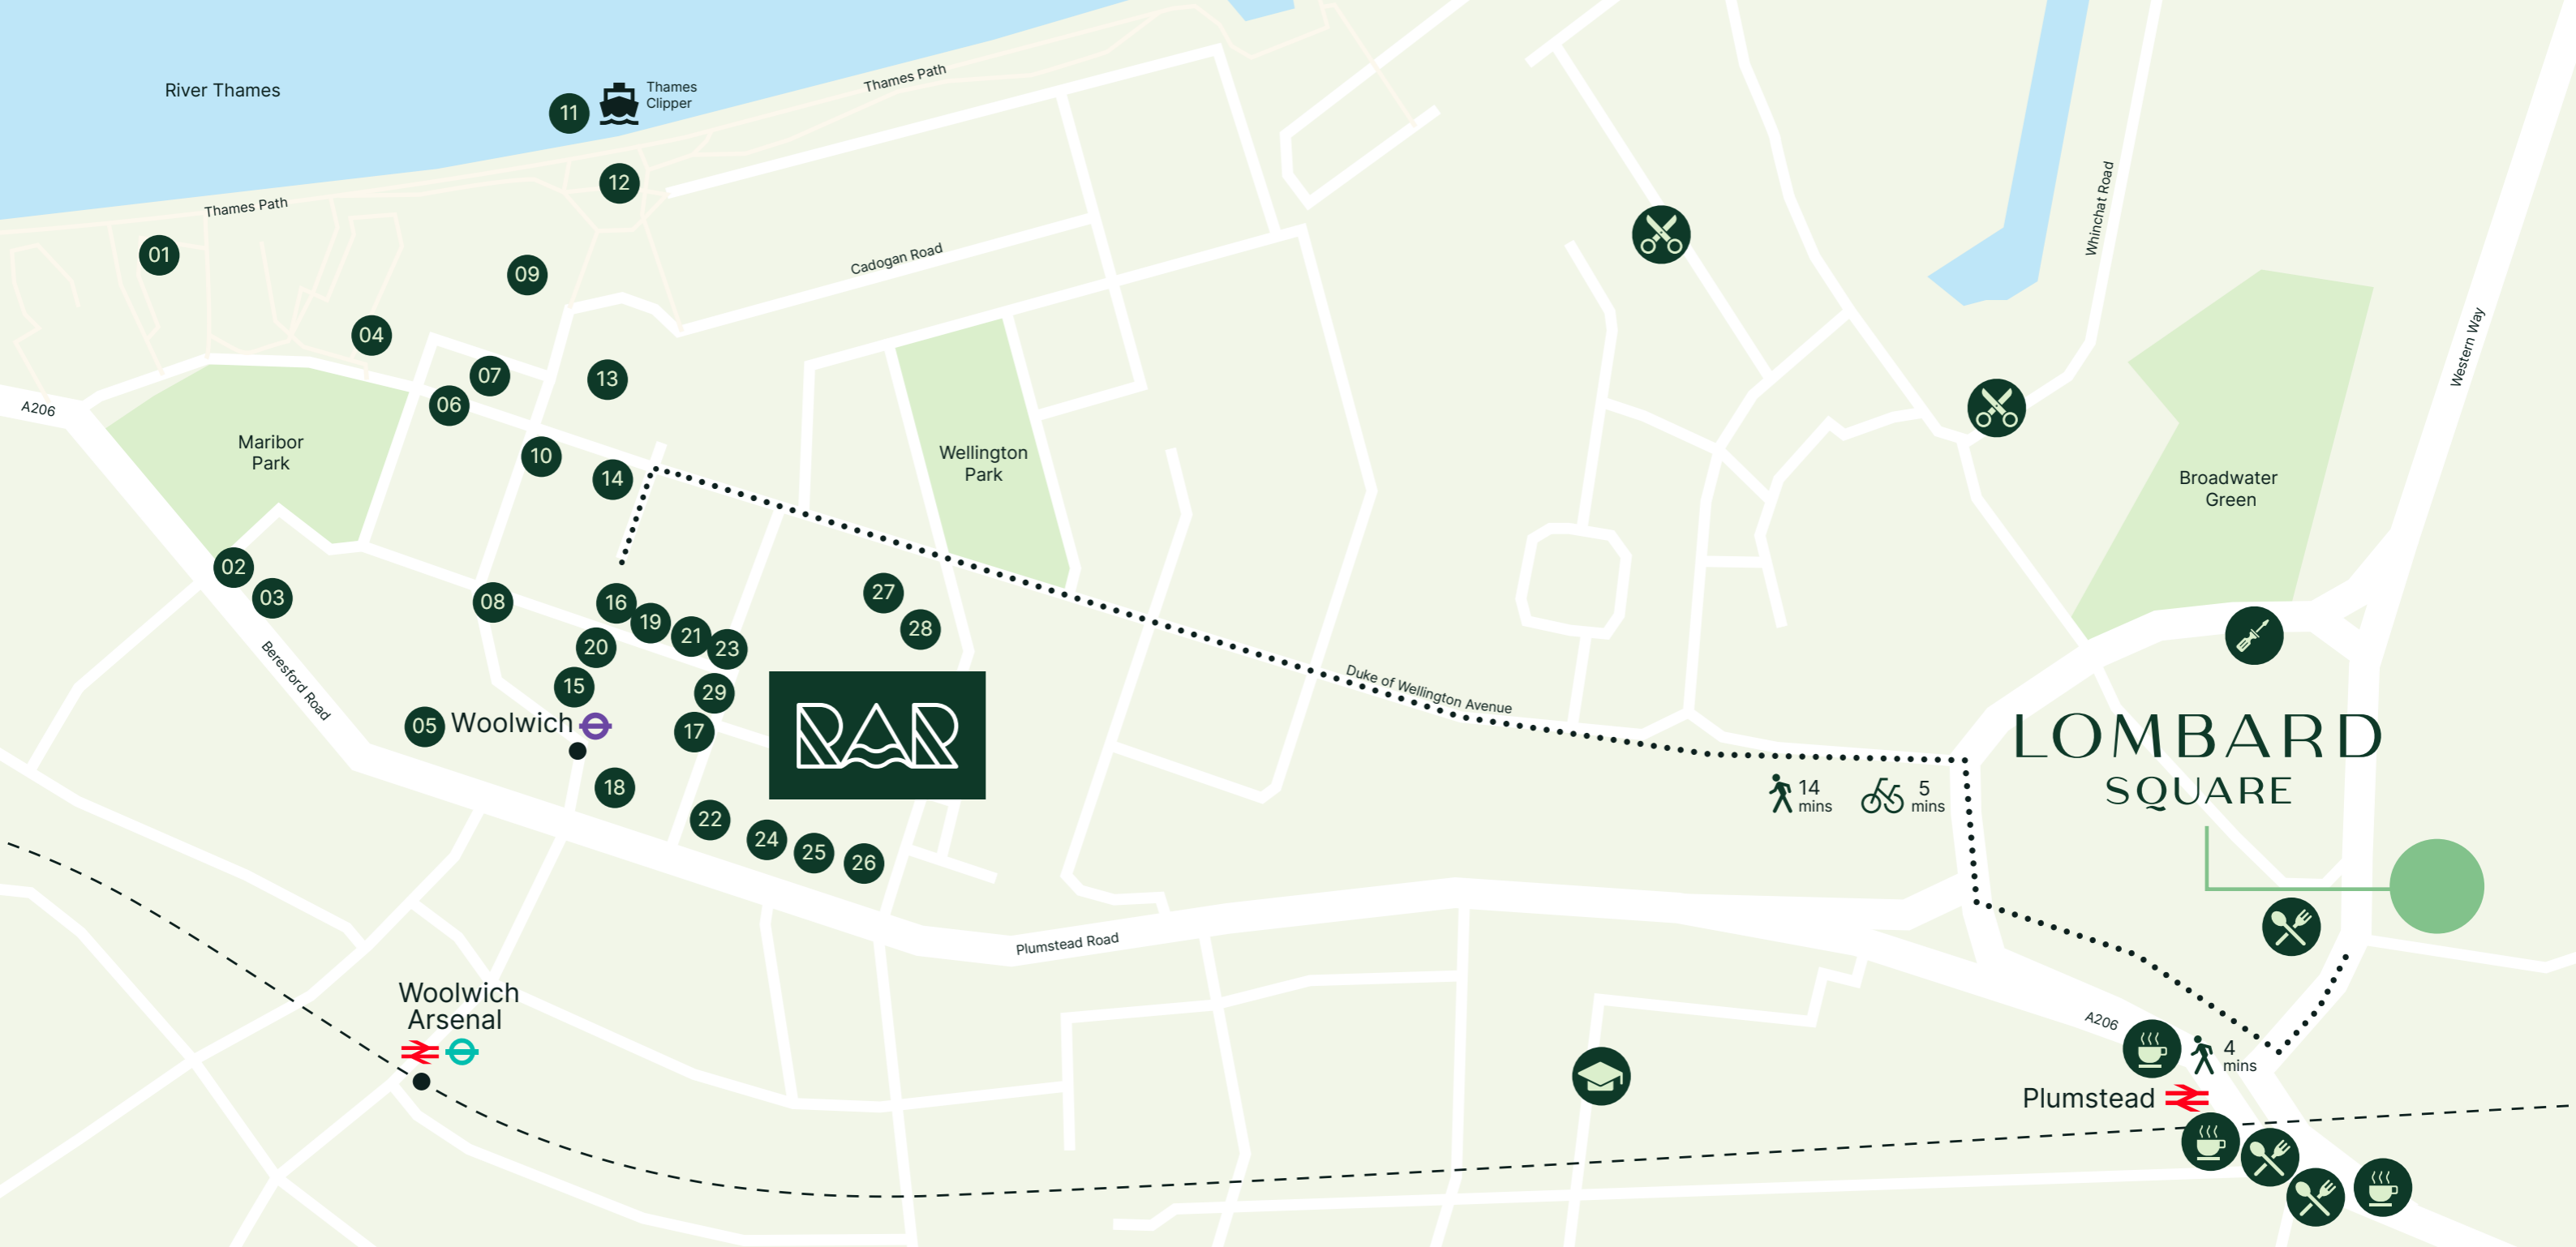 River Thames
11
Thames
Clipper
Thames Path
12
Thames Path
01
09
Cadogan Road
Whinchat Road
04
07
13
06
Western Way
A206
Maribor
Park
10
14
Wellington
Park
Broadwater
Green
02
03
08
16
27
19
28
20
21
23
15
29
Beresford Road
Duke of Wellington Avenue
05
Woolwich
17
RAR
LOMBARD
SQUARE
18
14
mins
5
mins
22
24
25
26
Plumstead Road
Woolwich
Arsenal
A206
4
mins
Plumstead